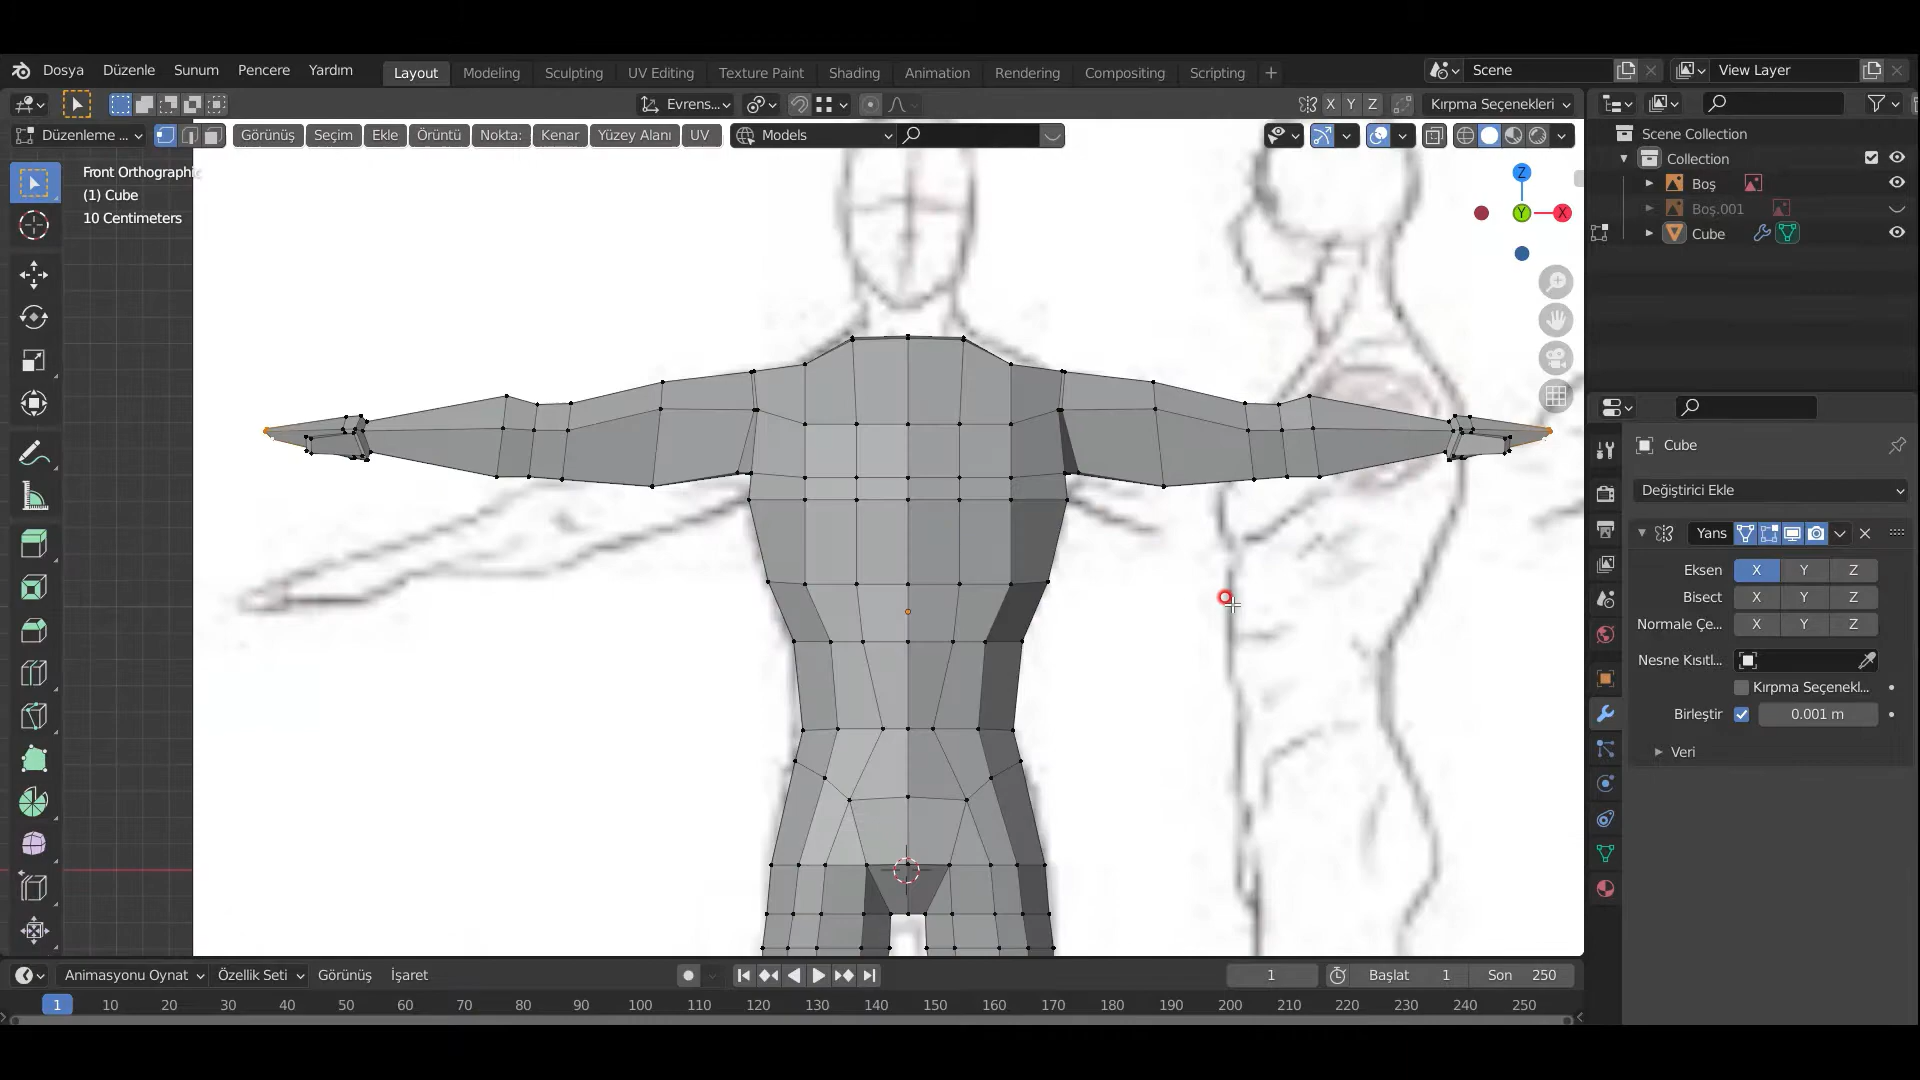 Dosya Düzenle Sunum Pencere Yardım Layout Modeling Sculpting UV Editing Texture Paint Shading Animation Rendering Compositing Scripting + Scene View Layer
Evrens... X Y Z Kırpma Seçenekleri
Düzenleme ... Görünüş Seçim Ekle Örüntü Nokta: Kenar Yüzey Alanı UV Models
Scene Collection
Collection
Boş
Boş.001
Cube
Front Orthographic
(1) Cube
10 Centimeters
Z
Y X
Cube
Değiştirici Ekle
Yans
Eksen X Y Z
Bisect X Y Z
Normale Çe... X Y Z
Nesne Kısıtl...
Kırpma Seçenekl...
Birleştir 0.001 m
Veri
Animasyonu Oynat Özellik Seti Görünüş İşaret 1 Başlat 1 Son 250
1 10 20 30 40 50 60 70 80 90 100 110 120 130 140 150 160 170 180 190 200 210 220 230 240 250